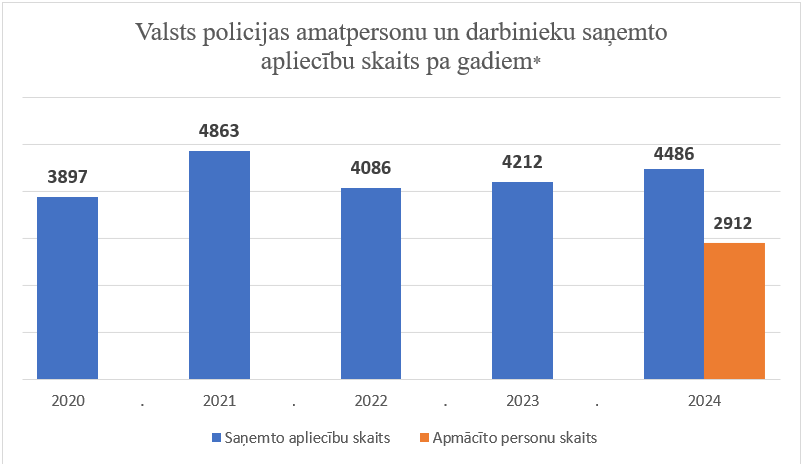 Valsts policijas amatpersonu un darbinieku saņemto
apliecību skaits pa gadiem*
4863
4486
4212
4086
3897
2912
2020 . 2021 . 2022 . 2023 . 2024
Saņemto apliecību skaits Apmācīto personu skaits